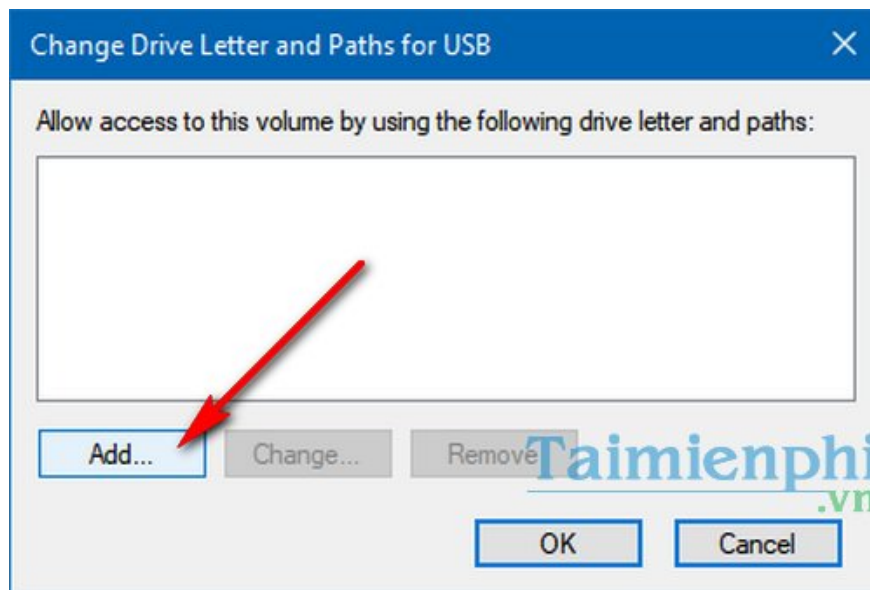 Change Drive Letter and Paths for USB
Allow access to this volume by using the following drive letter and paths:
Add...
Change...
Remove
Taimienphi
.vn
OK
Cancel